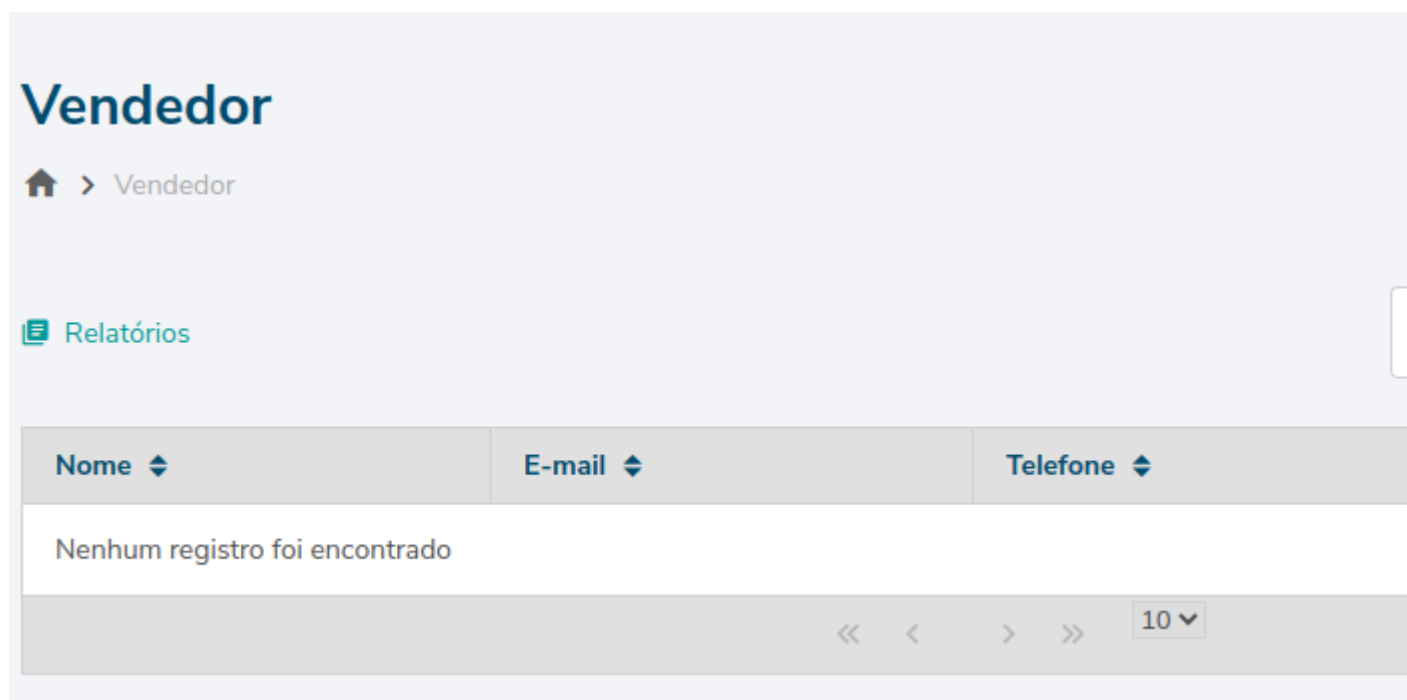 Vendedor
Vendedor
Relatórios
Nome E-mail Telefone
Nenhum registro foi encontrado
10